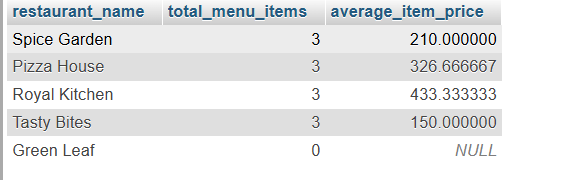 restaurant_name total_menu_items average_item_price
Spice Garden 3 210.000000
Pizza House 3 326.666667
Royal Kitchen 3 433.333333
Tasty Bites 3 150.000000
Green Leaf 0 NULL